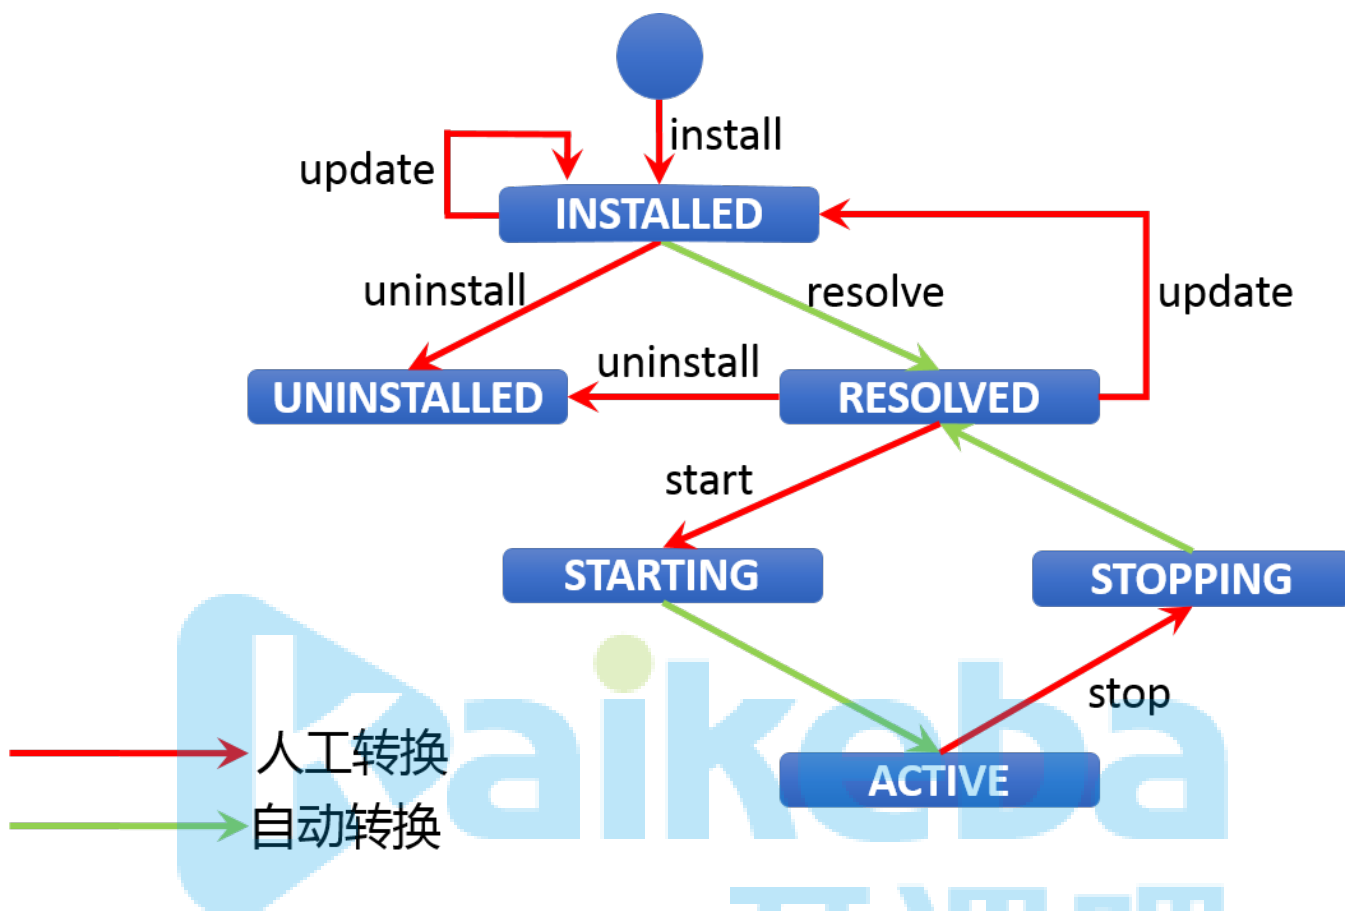 install
update
INSTALLED
uninstall
resolve
update
uninstall
UNINSTALLED
RESOLVED
start
STARTING
STOPPING
stop
人工转换
ACTIVE
自动转换
kaikeba